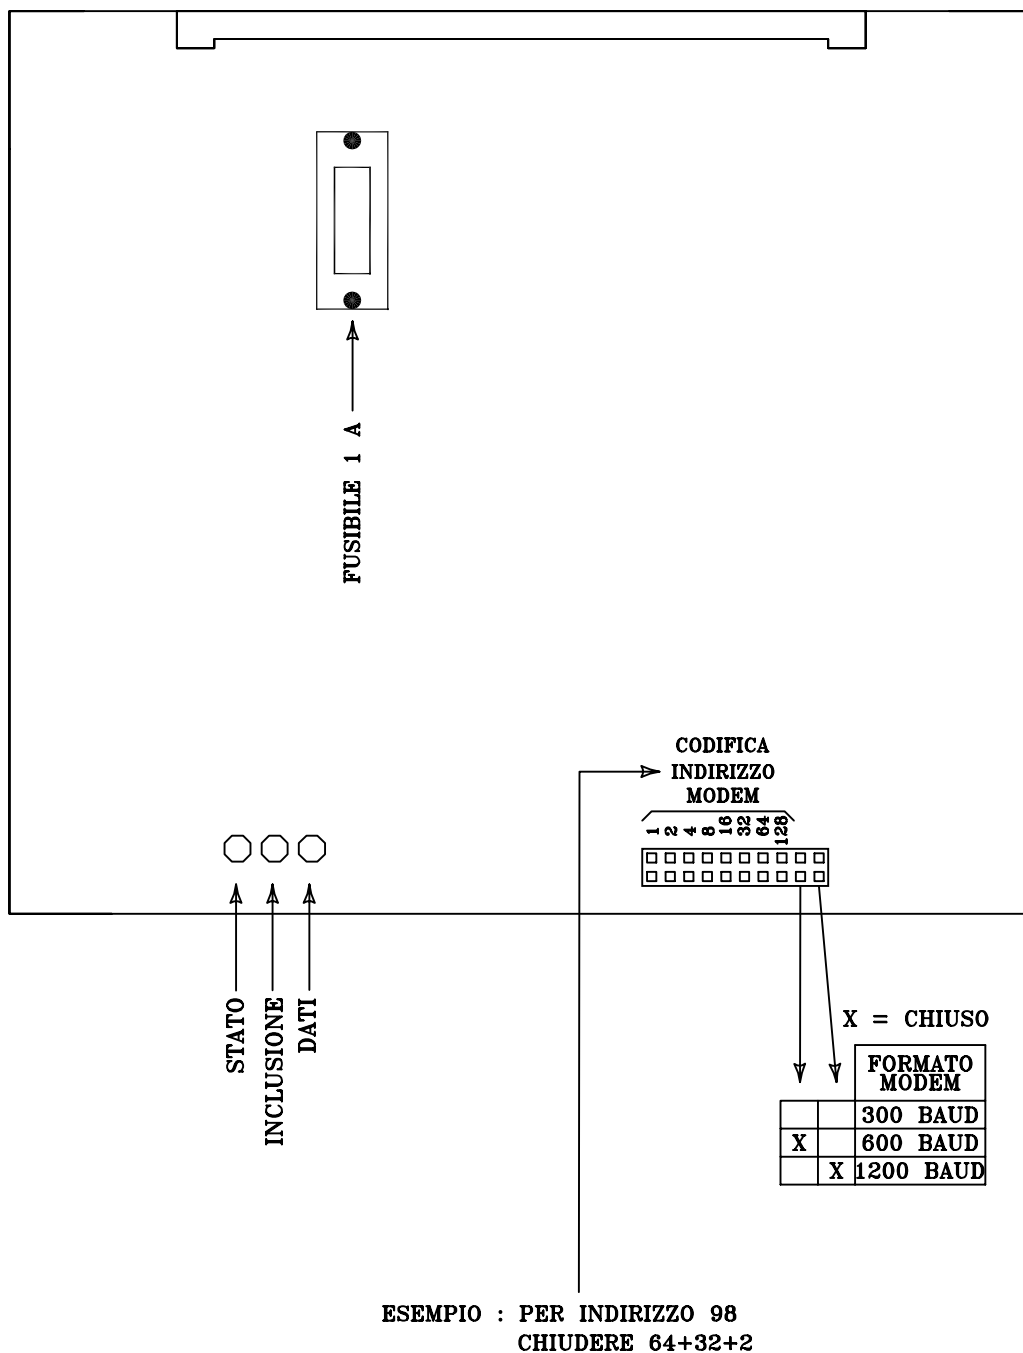 FUSIBILE 1 A
CODIFICA
INDIRIZZO
MODEM
1
2
4
8
16
32
64
128
STATO
INCLUSIONE
DATI
X = CHIUSO
FORMATO
MODEM
300 BAUD
X 600 BAUD
X 1200 BAUD
ESEMPIO : PER INDIRIZZO 98
CHIUDERE 64+32+2